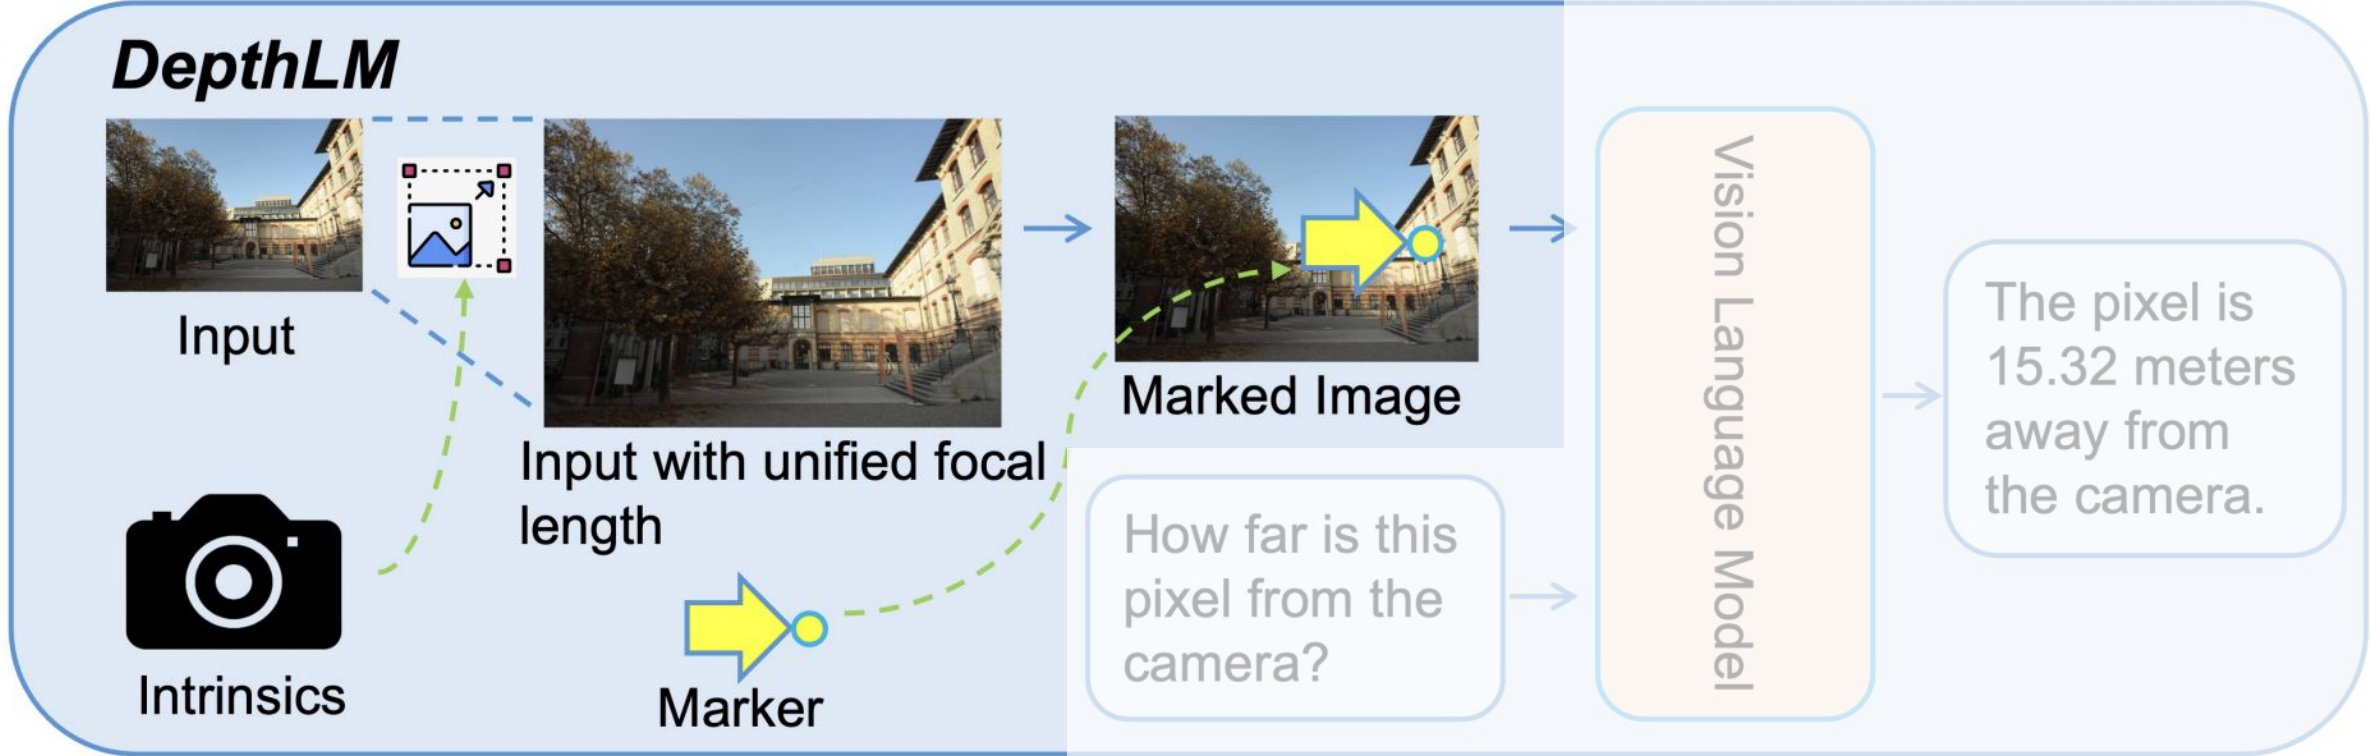 DepthLM
Input
Input with unified focal
length
Intrinsics
Marker
Marked Image
How far is this
pixel from the
camera?
Vision Language Model
The pixel is
15.32 meters
away from
the camera.